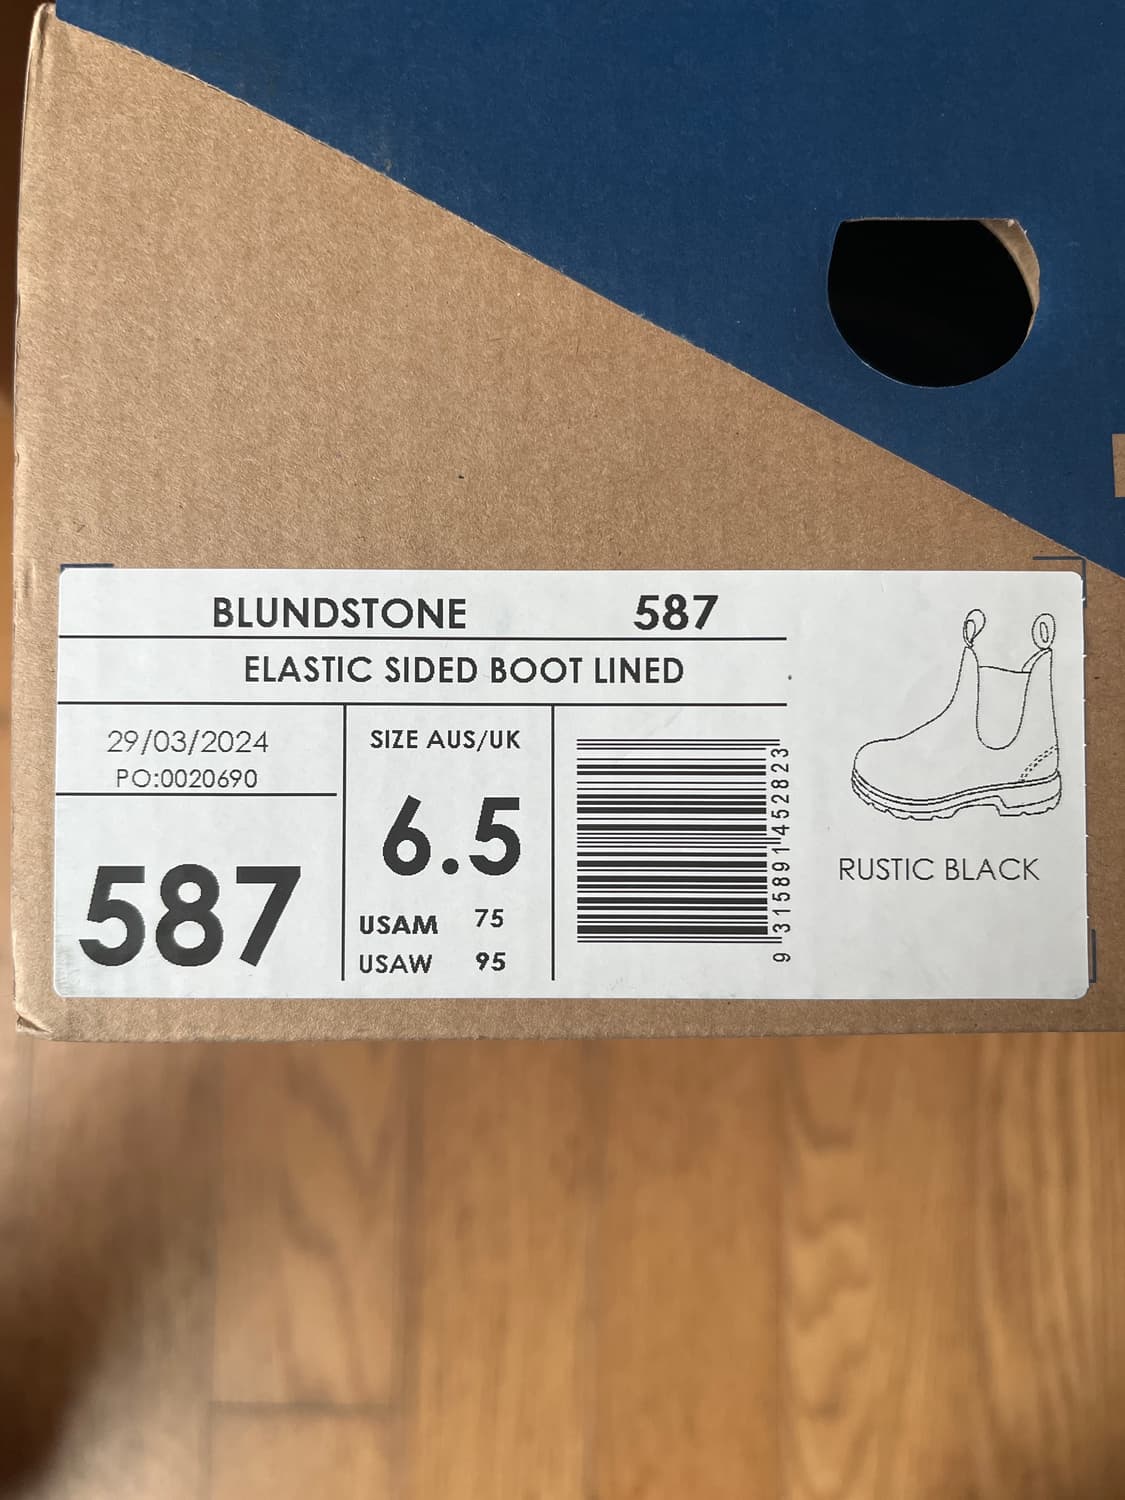 BLUNDSTONE 587
ELASTIC SIDED BOOT LINED
29/03/2024
PO:0020690
587
SIZE AUS/UK
6.5
USAM 75
USAW 95
9 315891 452823
RUSTIC BLACK